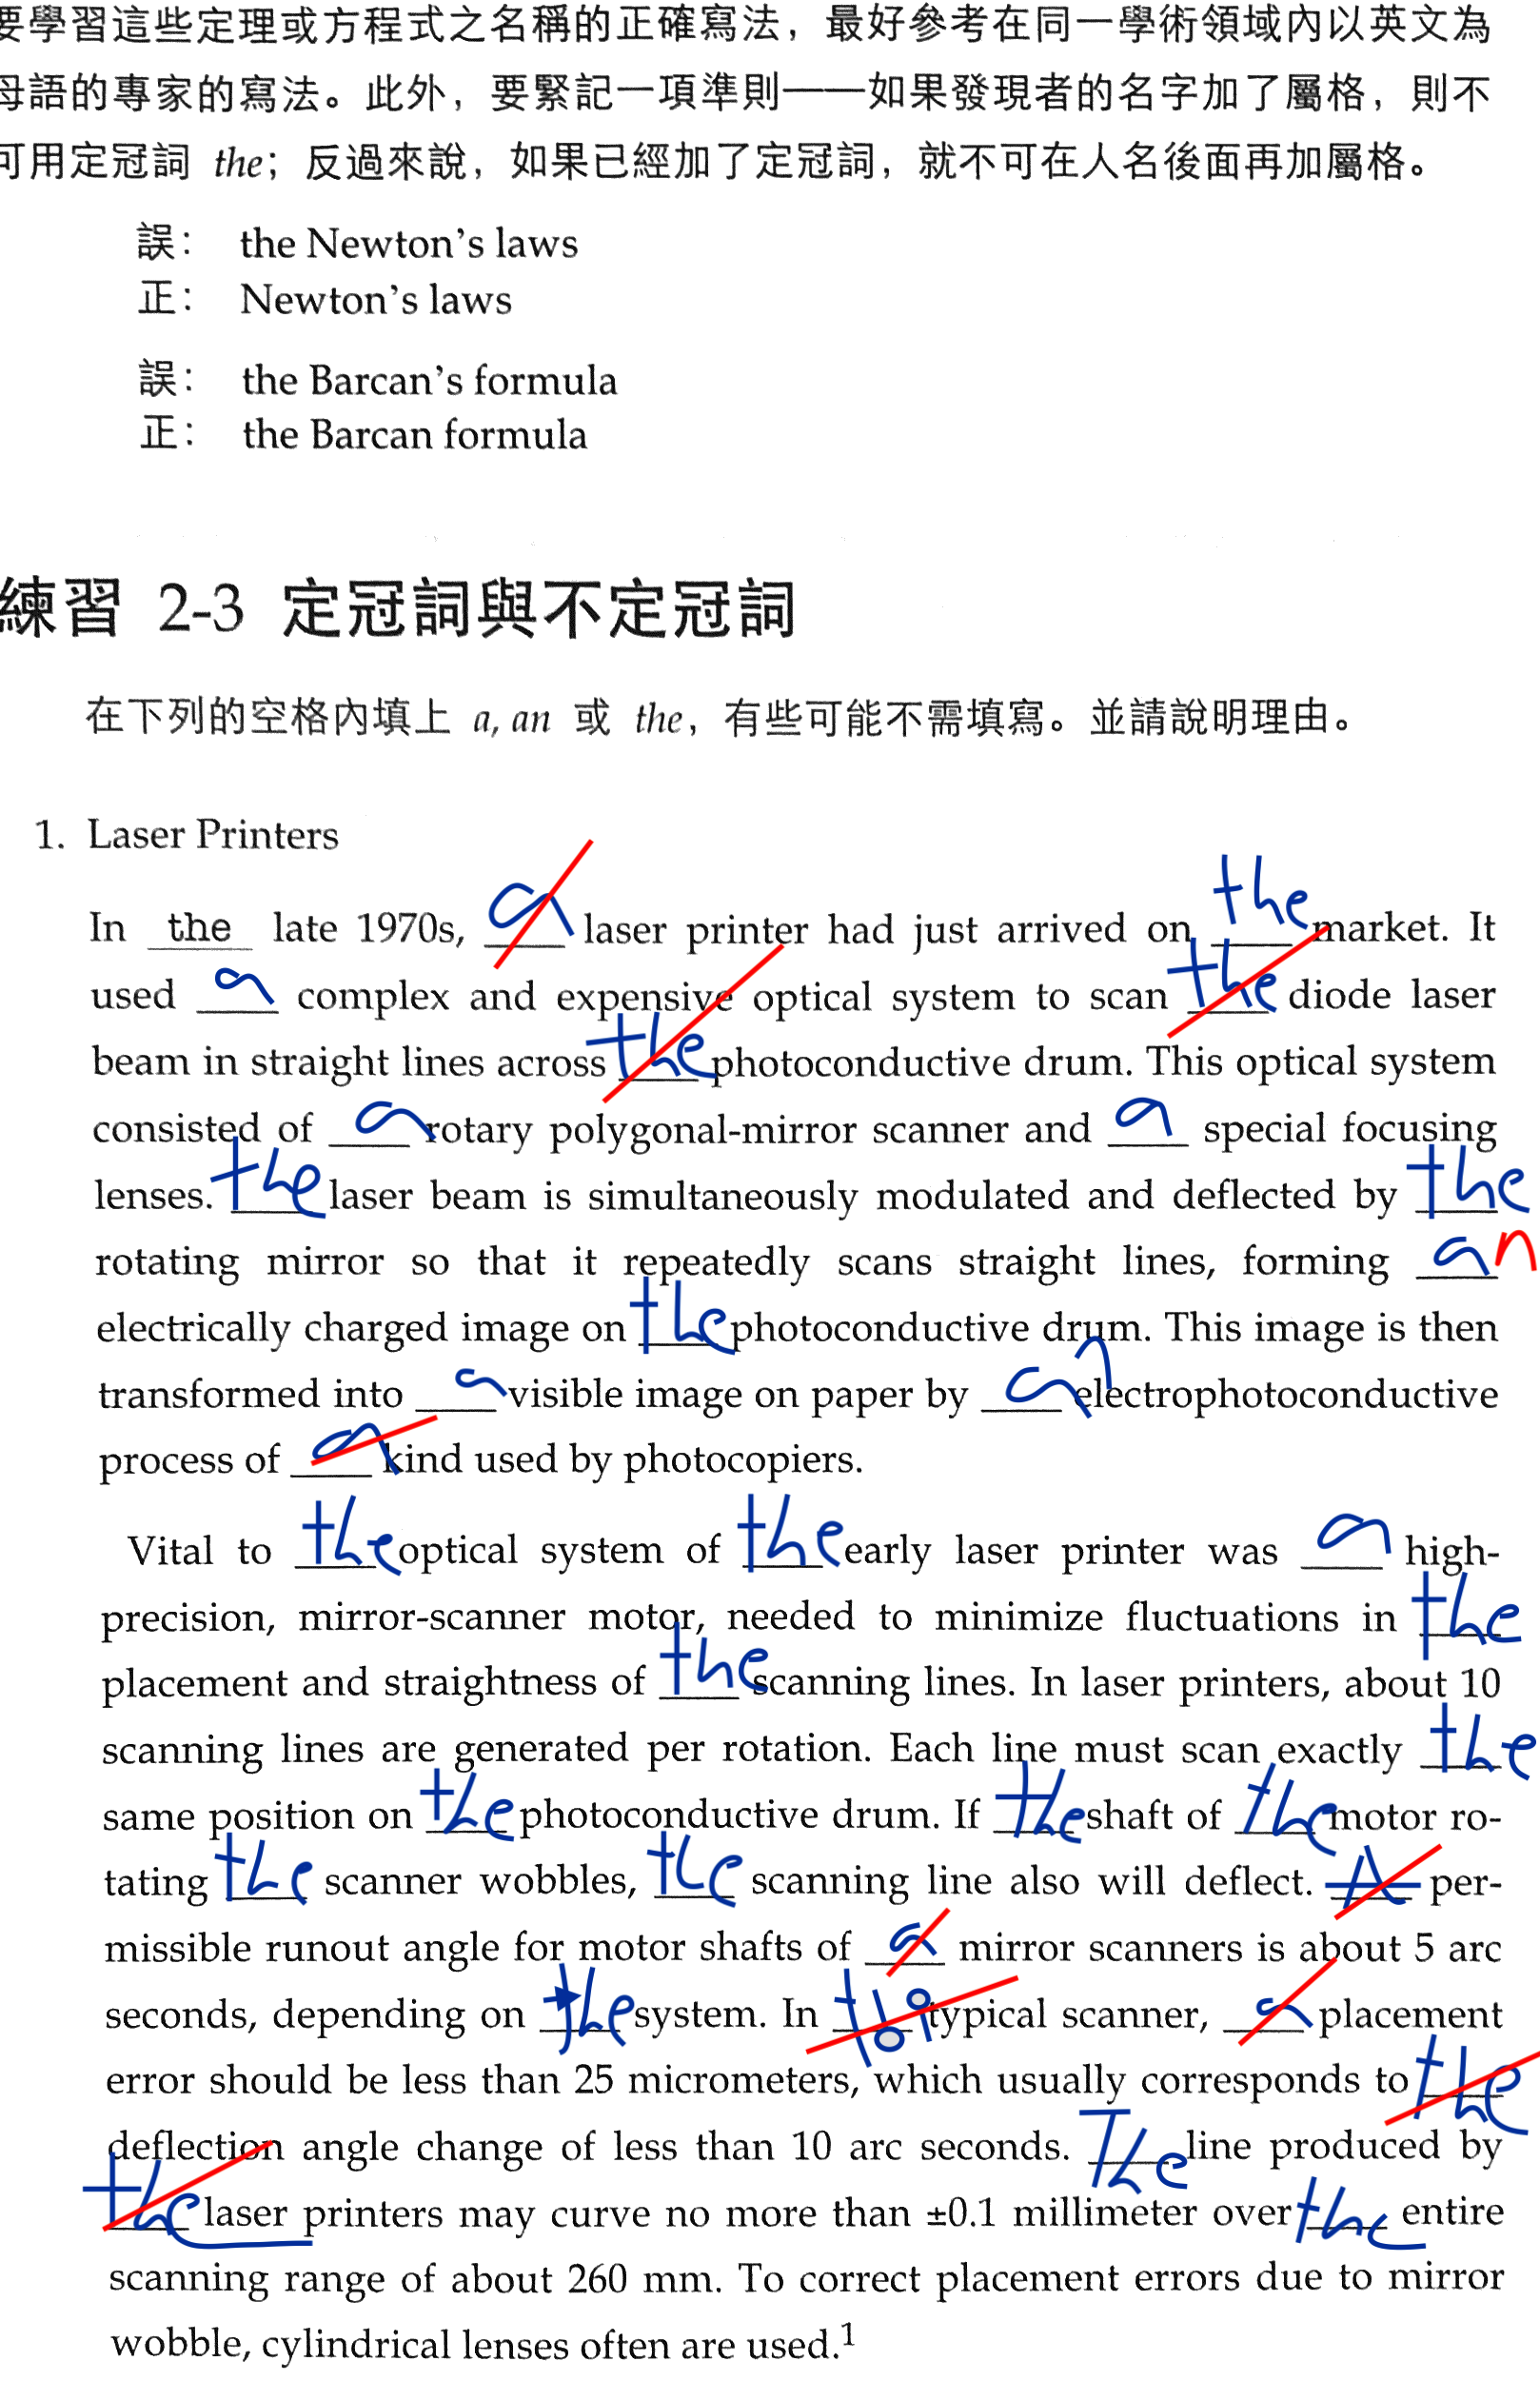 要學習這些定理或方程式之名稱的正確寫法，最好參考在同一學術領域內以英文為
母語的專家的寫法。此外，要緊記一項準則——如果發現者的名字加了屬格，則不
可用定冠詞 the；反過來說，如果已經加了定冠詞，就不可在人名後面再加屬格。
誤： the Newton's laws
正： Newton's laws
誤： the Barcan's formula
正： the Barcan formula
練習 2-3 定冠詞與不定冠詞
在下列的空格內填上 a, an 或 the，有些可能不需填寫。並請說明理由。
1. Laser Printers
In the late 1970s, a laser printer had just arrived on the market. It
used a complex and expensive optical system to scan the diode laser
beam in straight lines across the photoconductive drum. This optical system
consisted of a rotary polygonal-mirror scanner and a special focusing
lenses. the laser beam is simultaneously modulated and deflected by the
rotating mirror so that it repeatedly scans straight lines, forming an
electrically charged image on the photoconductive drum. This image is then
transformed into a visible image on paper by an electrophotoconductive
process of a kind used by photocopiers.
Vital to the optical system of the early laser printer was a high-
precision, mirror-scanner motor, needed to minimize fluctuations in the
placement and straightness of the scanning lines. In laser printers, about 10
scanning lines are generated per rotation. Each line must scan exactly the
same position on the photoconductive drum. If the shaft of the motor ro-
tating the scanner wobbles, the scanning line also will deflect. A per-
missible runout angle for motor shafts of a mirror scanners is about 5 arc
seconds, depending on the system. In typical scanner, a placement
error should be less than 25 micrometers, which usually corresponds to the
deflection angle change of less than 10 arc seconds. The line produced by
the laser printers may curve no more than ±0.1 millimeter over the entire
scanning range of about 260 mm. To correct placement errors due to mirror
wobble, cylindrical lenses often are used.1